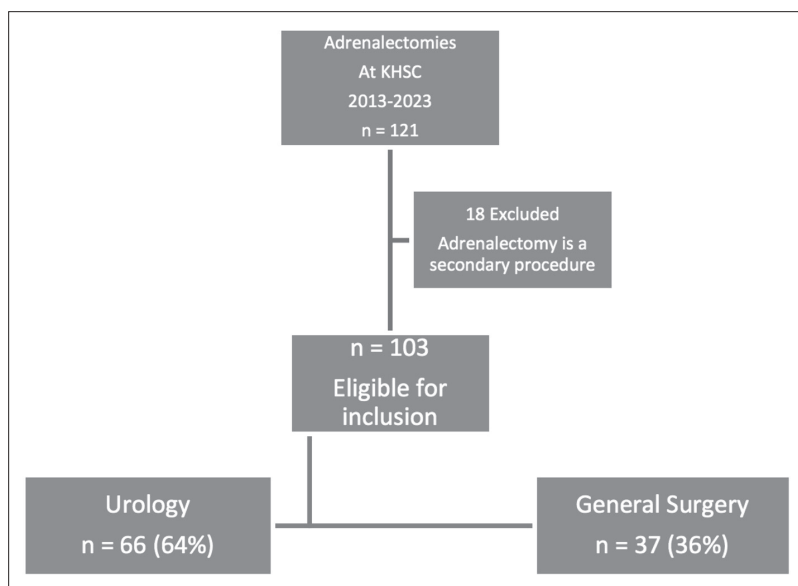 Adrenalectomies
At KHSC
2013-2023
n = 121
18 Excluded
Adrenalectomy is a
secondary procedure
n = 103
Eligible for
inclusion
Urology
n = 66 (64%)
General Surgery
n = 37 (36%)